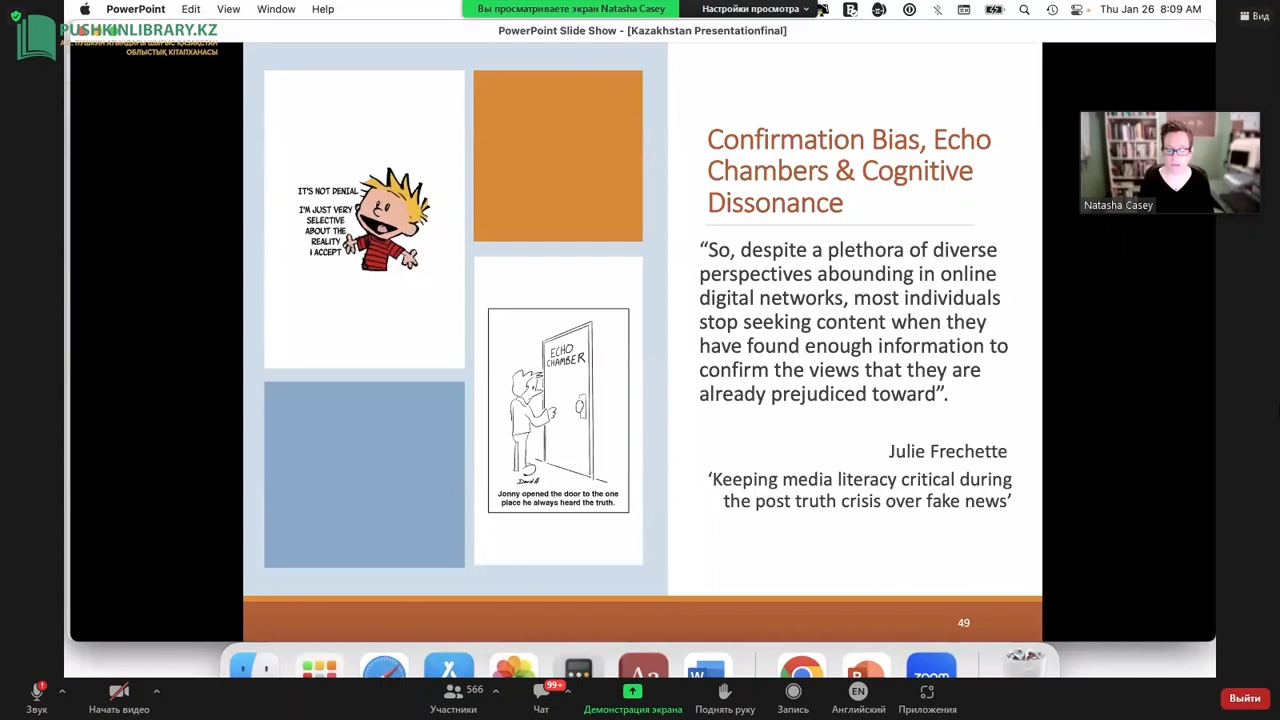 PowerPoint Edit View Window Help
Вы просматриваете экран Natasha Casey
Настройки просмотра
Thu Jan 26 8:09 AM
Вид
PUSHKINLIBRARY.KZ
ОБЛЫСТЫҚ КІТАПХАНАСЫ
PowerPoint Slide Show - [Kazakhstan Presentationfinal]
IT'S NOT DENIAL
I'M JUST VERY
SELECTIVE
ABOUT THE
REALITY
I ACCEPT
ECHO
CHAMBER
David H
Jonny opened the door to the one
place he always heard the truth.
Confirmation Bias, Echo
Chambers & Cognitive
Dissonance
“So, despite a plethora of diverse
perspectives abounding in online
digital networks, most individuals
stop seeking content when they
have found enough information to
confirm the views that they are
already prejudiced toward”.
Julie Frechette
‘Keeping media literacy critical during
the post truth crisis over fake news’
49
Natasha Casey
Aa
W
P
zoom
Звук
Начать видео
566
Участники
99+
Чат
Демонстрация экрана
Поднять руку
Запись
EN
Английский
Приложения
Выйти